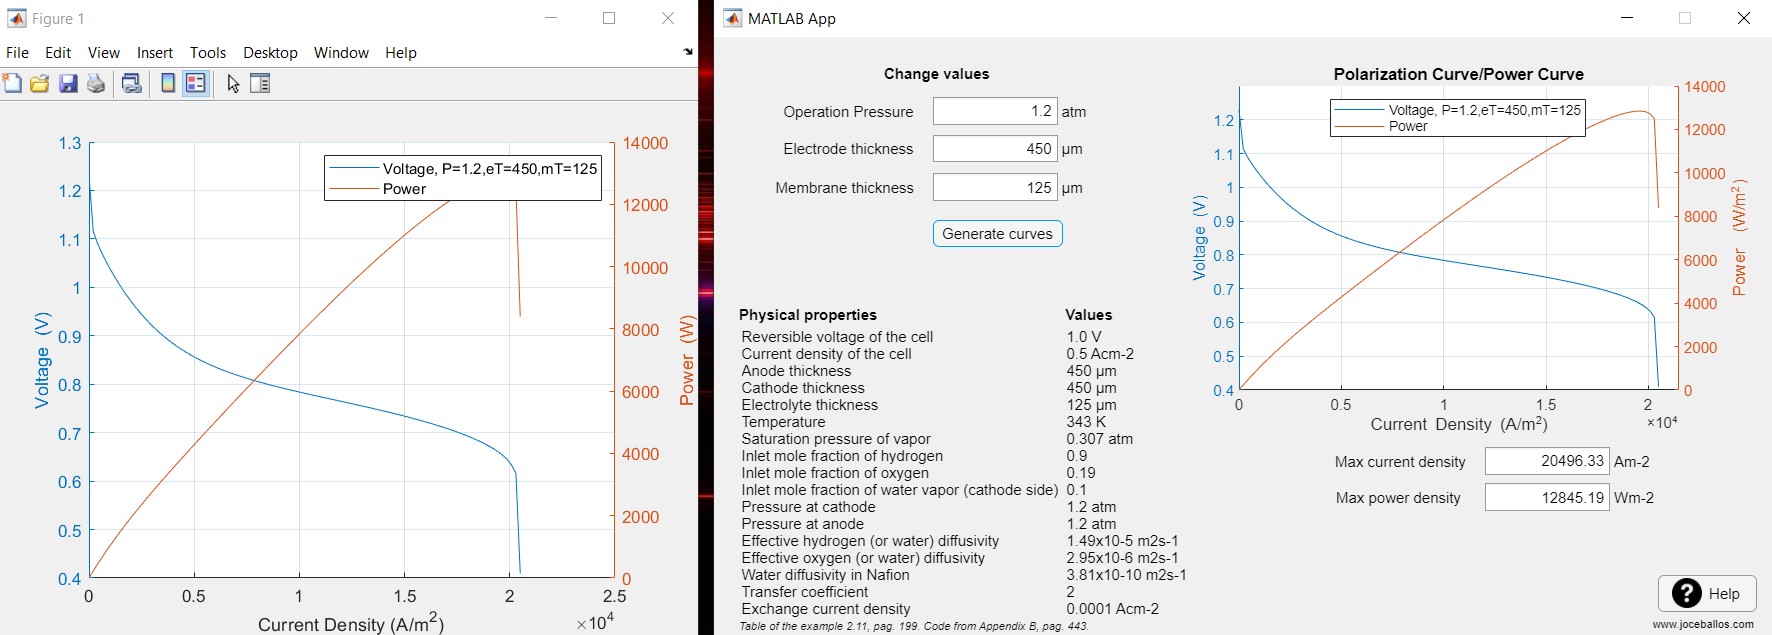 Figure 1
File Edit View Insert Tools Desktop Window Help
1.3
1.2
1.1
1
0.9
0.8
0.7
0.6
0.5
0.4
Voltage (V)
14000
12000
10000
8000
6000
4000
2000
0
Power (W)
Voltage, P=1.2,eT=450,mT=125
Power
0 0.5 1 1.5 2 2.5
Current Density (A/m²)
×10⁴
MATLAB App
Change values
Operation Pressure 1.2 atm
Electrode thickness 450 µm
Membrane thickness 125 µm
Generate curves
Physical properties Values
Reversible voltage of the cell 1.0 V
Current density of the cell 0.5 Acm-2
Anode thickness 450 µm
Cathode thickness 450 µm
Electrolyte thickness 125 µm
Temperature 343 K
Saturation pressure of vapor 0.307 atm
Inlet mole fraction of hydrogen 0.9
Inlet mole fraction of oxygen 0.19
Inlet mole fraction of water vapor (cathode side) 0.1
Pressure at cathode 1.2 atm
Pressure at anode 1.2 atm
Effective hydrogen (or water) diffusivity 1.49x10-5 m2s-1
Effective oxygen (or water) diffusivity 2.95x10-6 m2s-1
Water diffusivity in Nafion 3.81x10-10 m2s-1
Transfer coefficient 2
Exchange current density 0.0001 Acm-2
Table of the example 2.11, pag. 199. Code from Appendix B, pag. 443.
Polarization Curve/Power Curve
Voltage, P=1.2,eT=450,mT=125
Power
1.2
1.1
1
0.9
0.8
0.7
0.6
0.5
0.4
Voltage (V)
14000
12000
10000
8000
6000
4000
2000
0
Power (W/m²)
0 0.5 1 1.5 2
Current Density (A/m²)
×10⁴
Max current density 20496.33 Am-2
Max power density 12845.19 Wm-2
? Help
www.joceballos.com